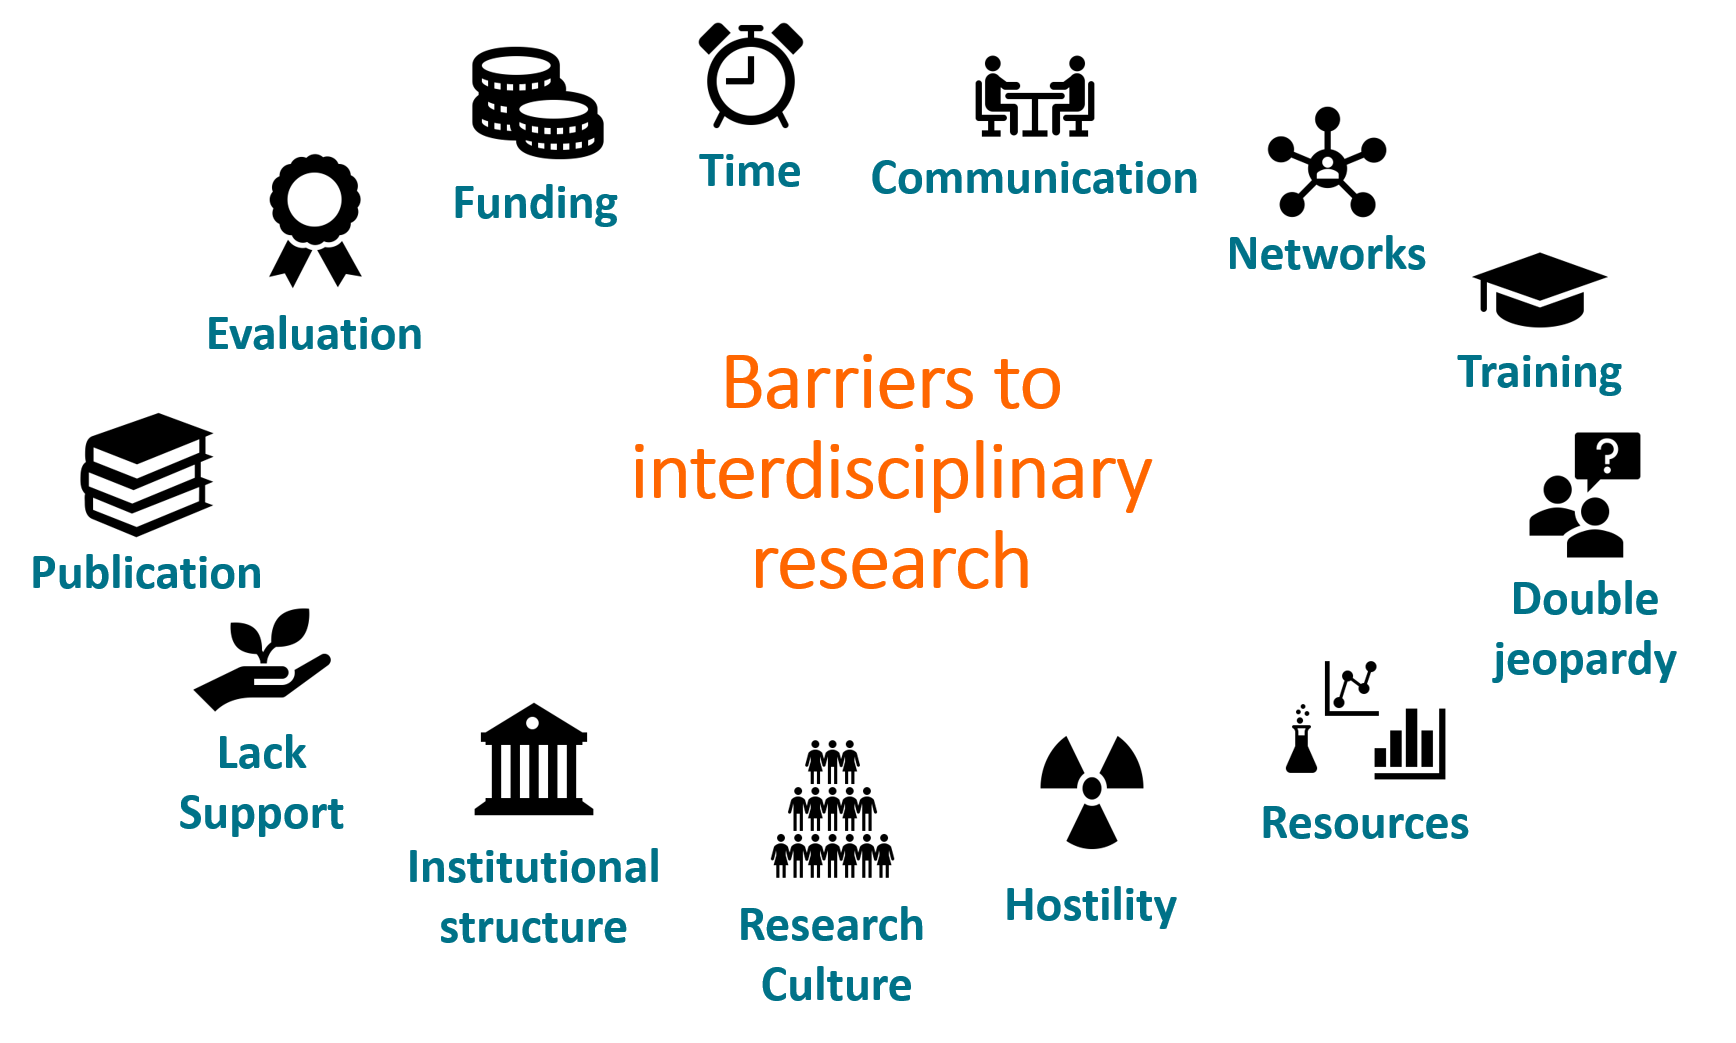 Time
Communication
Funding
Networks
Evaluation
Training
Barriers to
interdisciplinary
research
Publication
Double
jeopardy
Lack
Support
Resources
Institutional
structure
Hostility
Research
Culture
?